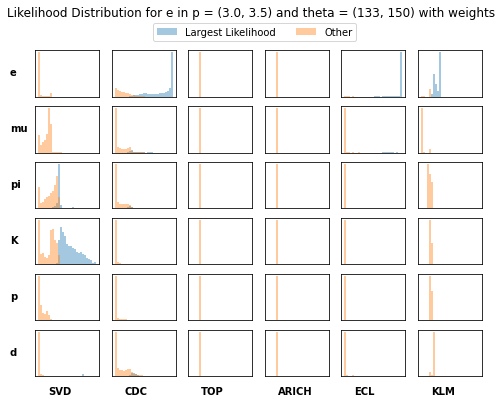 Likelihood Distribution for e in p = (3.0, 3.5) and theta = (133, 150) with weights
Largest Likelihood Other
e
mu
pi
K
p
d
SVD CDC TOP ARICH ECL KLM